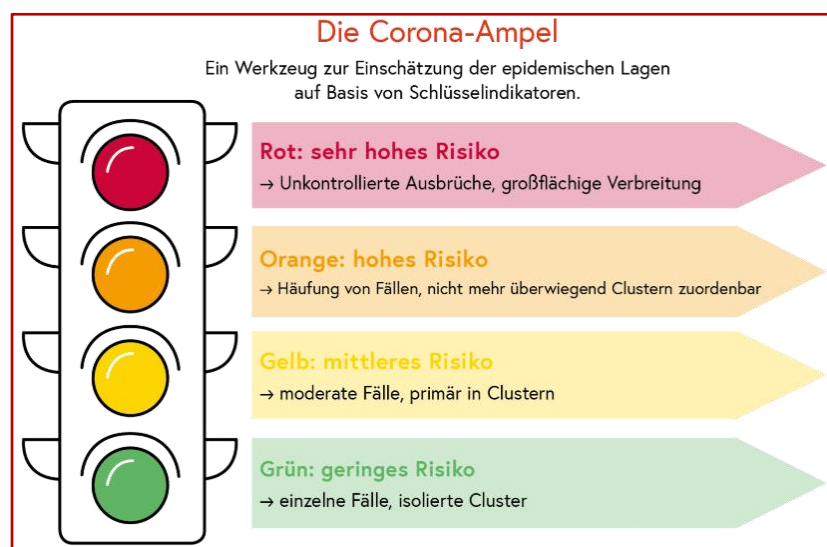 Die Corona-Ampel
Ein Werkzeug zur Einschätzung der epidemischen Lagen
auf Basis von Schlüsselindikatoren.
Rot: sehr hohes Risiko
→ Unkontrollierte Ausbrüche, großflächige Verbreitung
Orange: hohes Risiko
→ Häufung von Fällen, nicht mehr überwiegend Clustern zuordenbar
Gelb: mittleres Risiko
→ moderate Fälle, primär in Clustern
Grün: geringes Risiko
→ einzelne Fälle, isolierte Cluster